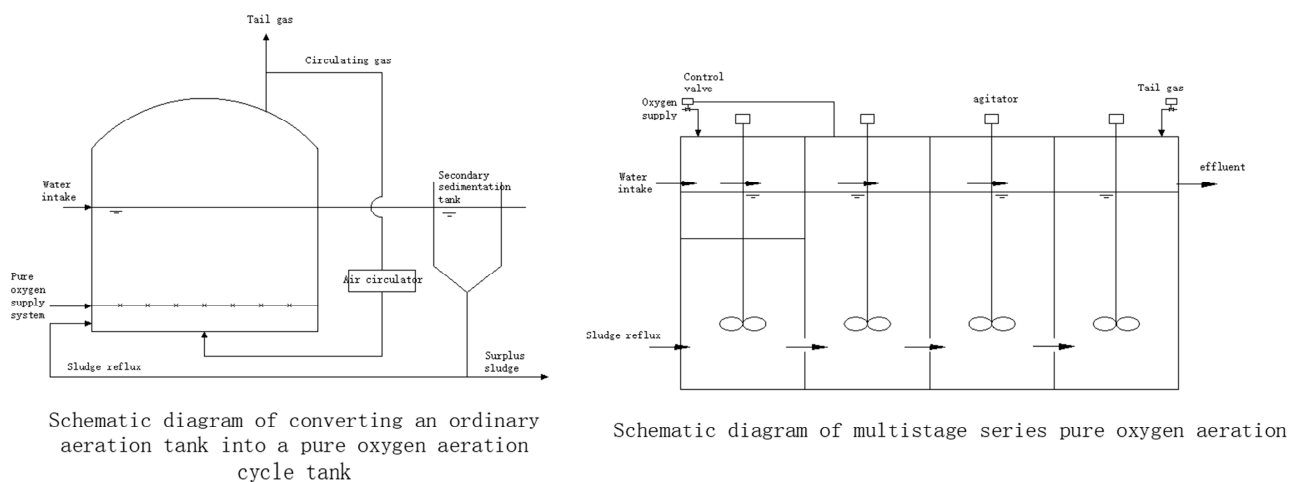 Tail gas
Circulating gas
Water
intake
Secondary
sedimentation
tank
Pure
oxygen
supply
system
Air circulator
Sludge reflux
Surplus
sludge
Schematic diagram of converting an ordinary
aeration tank into a pure oxygen aeration
cycle tank
Control
valve
Oxygen
supply
agitator
Tail gas
Water
intake
effluent
Sludge reflux
Schematic diagram of multistage series pure oxygen aeration